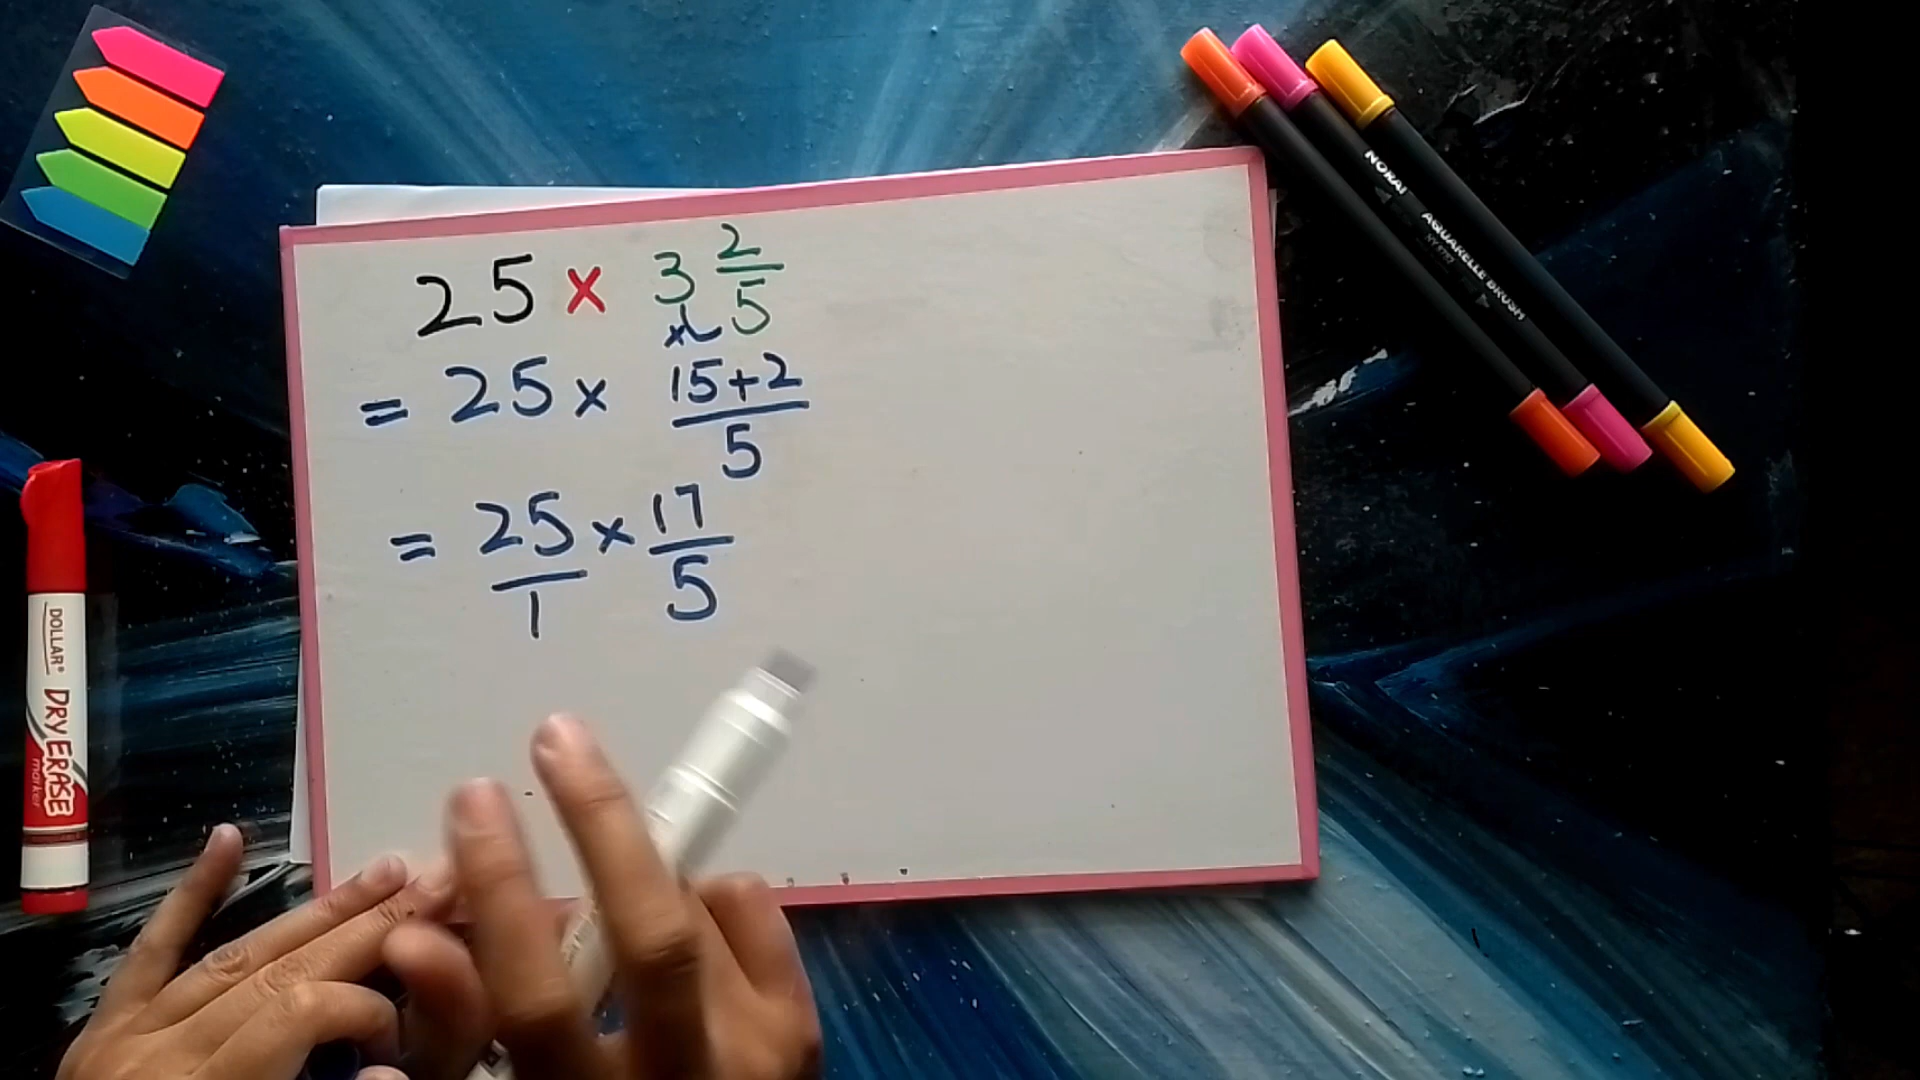 25 × 3 2/5
= 25 × 15+2/5
= 25/1 × 17/5
DOLLAR®
DRY ERASE
marker
NORAI
AQUARELLE BRUSH